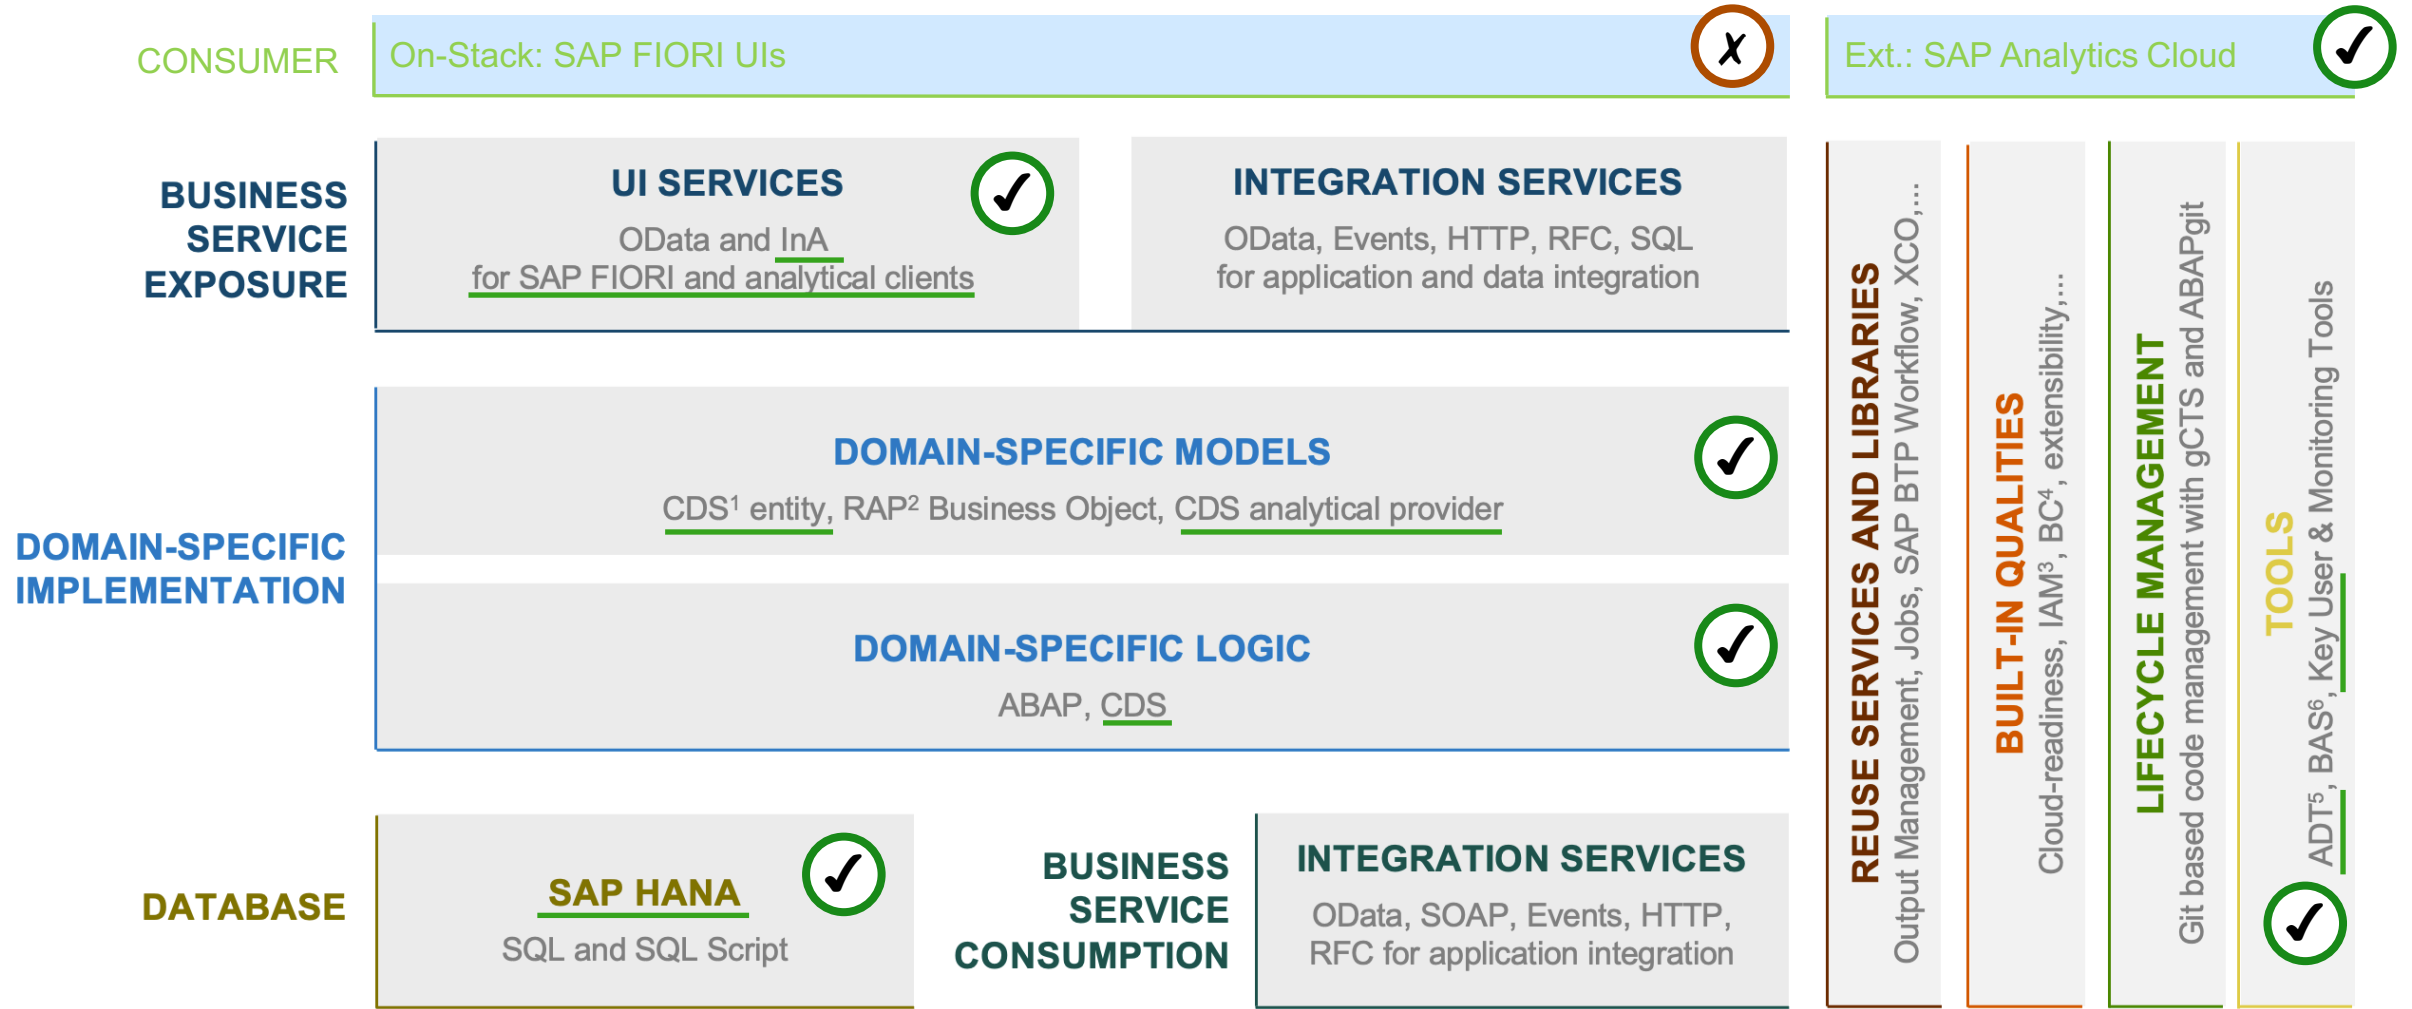 CONSUMER
On-Stack: SAP FIORI UIs
✗
Ext.: SAP Analytics Cloud
✓
BUSINESS
SERVICE
EXPOSURE
UI SERVICES
✓
OData and InA
for SAP FIORI and analytical clients
INTEGRATION SERVICES
OData, Events, HTTP, RFC, SQL
for application and data integration
DOMAIN-SPECIFIC
IMPLEMENTATION
DOMAIN-SPECIFIC MODELS
✓
CDS¹ entity, RAP² Business Object, CDS analytical provider
DOMAIN-SPECIFIC LOGIC
✓
ABAP, CDS
DATABASE
SAP HANA
✓
SQL and SQL Script
BUSINESS
SERVICE
CONSUMPTION
INTEGRATION SERVICES
OData, SOAP, Events, HTTP,
RFC for application integration
REUSE SERVICES AND LIBRARIES
Output Management, Jobs, SAP BTP Workflow, XCO,...
BUILT-IN QUALITIES
Cloud-readiness, IAM³, BC⁴, extensibility,...
LIFECYCLE MANAGEMENT
Git based code management with gCTS and ABAPgit
TOOLS
ADT⁵, BAS⁶, Key User & Monitoring Tools
✓